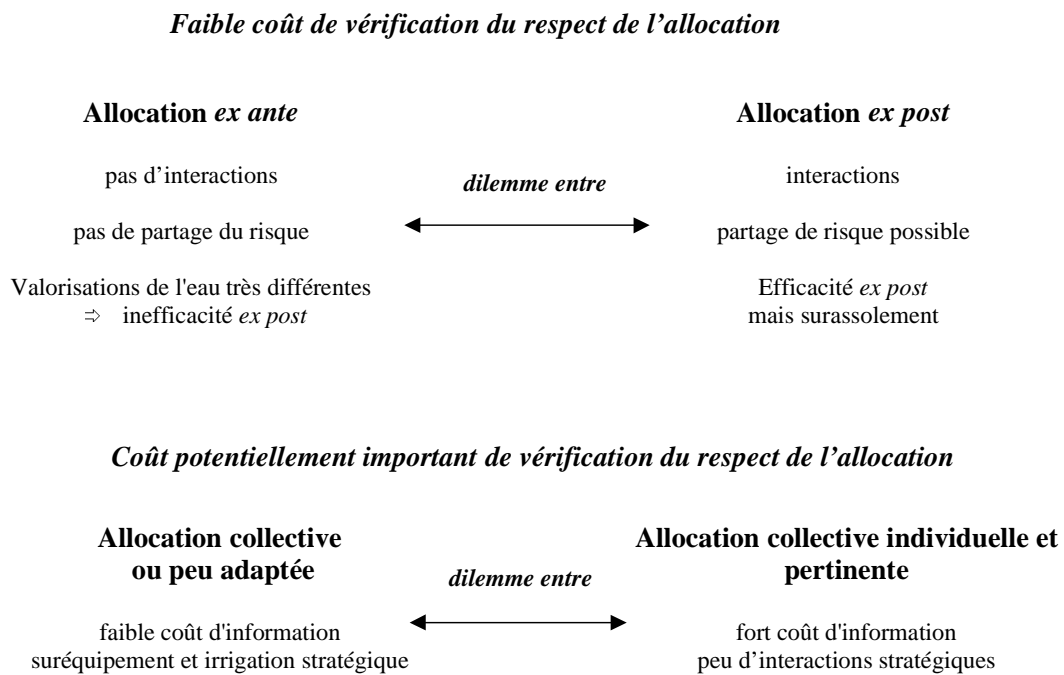 Faible coût de vérification du respect de l’allocation
Allocation ex ante
pas d’interactions
pas de partage du risque
Valorisations de l'eau très différentes
⇨ inefficacité ex post
dilemme entre
Allocation ex post
interactions
partage de risque possible
Efficacité ex post
mais surassolement
Coût potentiellement important de vérification du respect de l’allocation
Allocation collective
ou peu adaptée
faible coût d'information
suréquipement et irrigation stratégique
dilemme entre
Allocation collective individuelle et
pertinente
fort coût d'information
peu d’interactions stratégiques